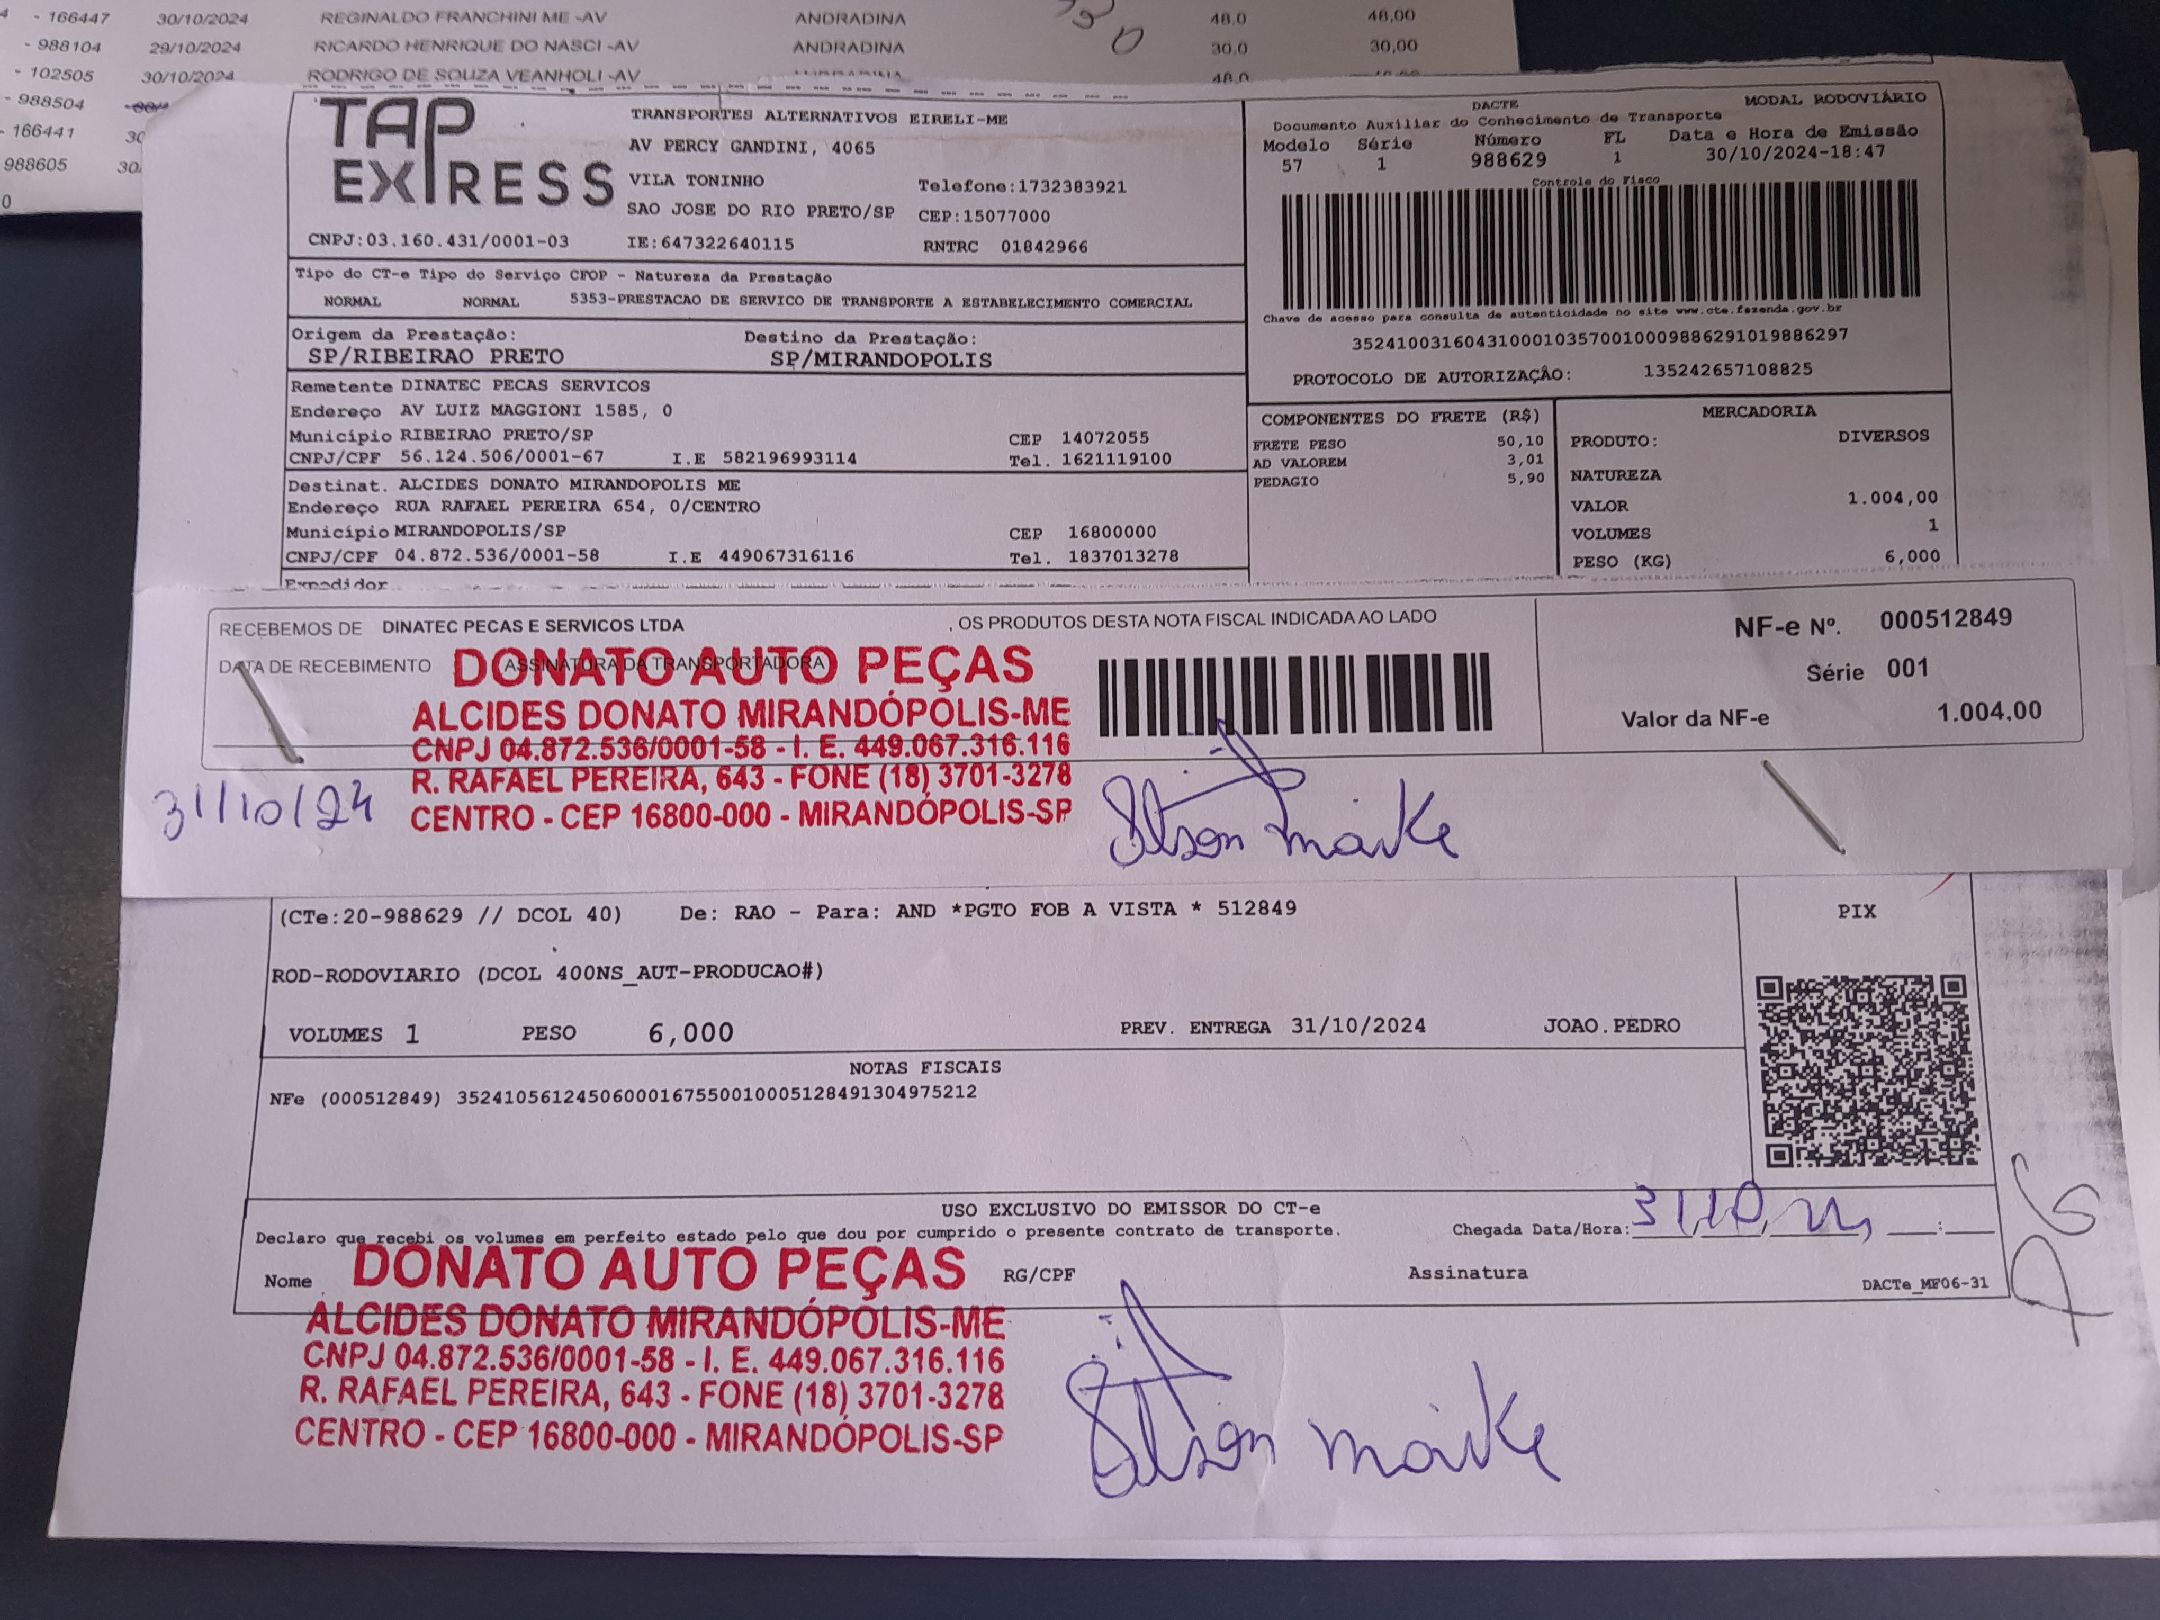 - 166447 30/10/2024 REGINALDO FRANCHINI ME -AV ANDRADINA 48.0 48,00
- 988104 29/10/2024 RICARDO HENRIQUE DO NASCI -AV ANDRADINA 30.0 30,00
- 102505 30/10/2024 RODRIGO DE SOUZA VEANHOLI -AV 48.0
- 988504
- 166441 30
988605 30/
0
TAP EXPRESS
TRANSPORTES ALTERNATIVOS EIRELI-ME
AV PERCY GANDINI, 4065
VILA TONINHO Telefone:1732383921
SAO JOSE DO RIO PRETO/SP CEP:15077000
CNPJ:03.160.431/0001-03 IE:647322640115 RNTRC 01842966
DACTE MODAL RODOVIÁRIO
Documento Auxiliar do Conhecimento de Transporte
Modelo Série Número FL Data e Hora de Emissão
57 1 988629 1 30/10/2024-18:47
Controle do Fisco
Chave de acesso para consulta de autenticidade no site www.cte.fazenda.gov.br
35241003160431000103570010009886291019886297
PROTOCOLO DE AUTORIZAÇÃO: 135242657108825
Tipo do CT-e Tipo do Serviço CFOP - Natureza da Prestação
NORMAL NORMAL 5353-PRESTACAO DE SERVICO DE TRANSPORTE A ESTABELECIMENTO COMERCIAL
Origem da Prestação: Destino da Prestação:
SP/RIBEIRAO PRETO SP/MIRANDOPOLIS
Remetente DINATEC PECAS SERVICOS
Endereço AV LUIZ MAGGIONI 1585, 0
Município RIBEIRAO PRETO/SP CEP 14072055
CNPJ/CPF 56.124.506/0001-67 I.E 582196993114 Tel. 1621119100
Destinat. ALCIDES DONATO MIRANDOPOLIS ME
Endereço RUA RAFAEL PEREIRA 654, 0/CENTRO
Município MIRANDOPOLIS/SP CEP 16800000
CNPJ/CPF 04.872.536/0001-58 I.E 449067316116 Tel. 1837013278
Expedidor
COMPONENTES DO FRETE (R$)
FRETE PESO 50,10
AD VALOREM 3,01
PEDAGIO 5,90
MERCADORIA
PRODUTO: DIVERSOS
NATUREZA
VALOR 1.004,00
VOLUMES 1
PESO (KG) 6,000
RECEBEMOS DE DINATEC PECAS E SERVICOS LTDA , OS PRODUTOS DESTA NOTA FISCAL INDICADA AO LADO
DATA DE RECEBIMENTO ASSINATURA DA TRANSPORTADORA
NF-e Nº. 000512849
Série 001
Valor da NF-e 1.004,00
DONATO AUTO PEÇAS
ALCIDES DONATO MIRANDÓPOLIS-ME
CNPJ 04.872.536/0001-58 - I. E. 449.067.316.116
R. RAFAEL PEREIRA, 643 - FONE (18) 3701-3278
CENTRO - CEP 16800-000 - MIRANDÓPOLIS-SP
31/10/24
(CTe:20-988629 // DCOL 40) De: RAO - Para: AND *PGTO FOB A VISTA * 512849
PIX
ROD-RODOVIARIO (DCOL 400NS_AUT-PRODUCAO#)
VOLUMES 1 PESO 6,000 PREV. ENTREGA 31/10/2024 JOAO.PEDRO
NOTAS FISCAIS
NFe (000512849) 35241056124506000167550010005128491304975212
USO EXCLUSIVO DO EMISSOR DO CT-e
Declaro que recebi os volumes em perfeito estado pelo que dou por cumprido o presente contrato de transporte. Chegada Data/Hora: 31,10, :
Nome RG/CPF Assinatura DACTe_MF06-31
DONATO AUTO PEÇAS
ALCIDES DONATO MIRANDÓPOLIS-ME
CNPJ 04.872.536/0001-58 - I. E. 449.067.316.116
R. RAFAEL PEREIRA, 643 - FONE (18) 3701-3278
CENTRO - CEP 16800-000 - MIRANDÓPOLIS-SP